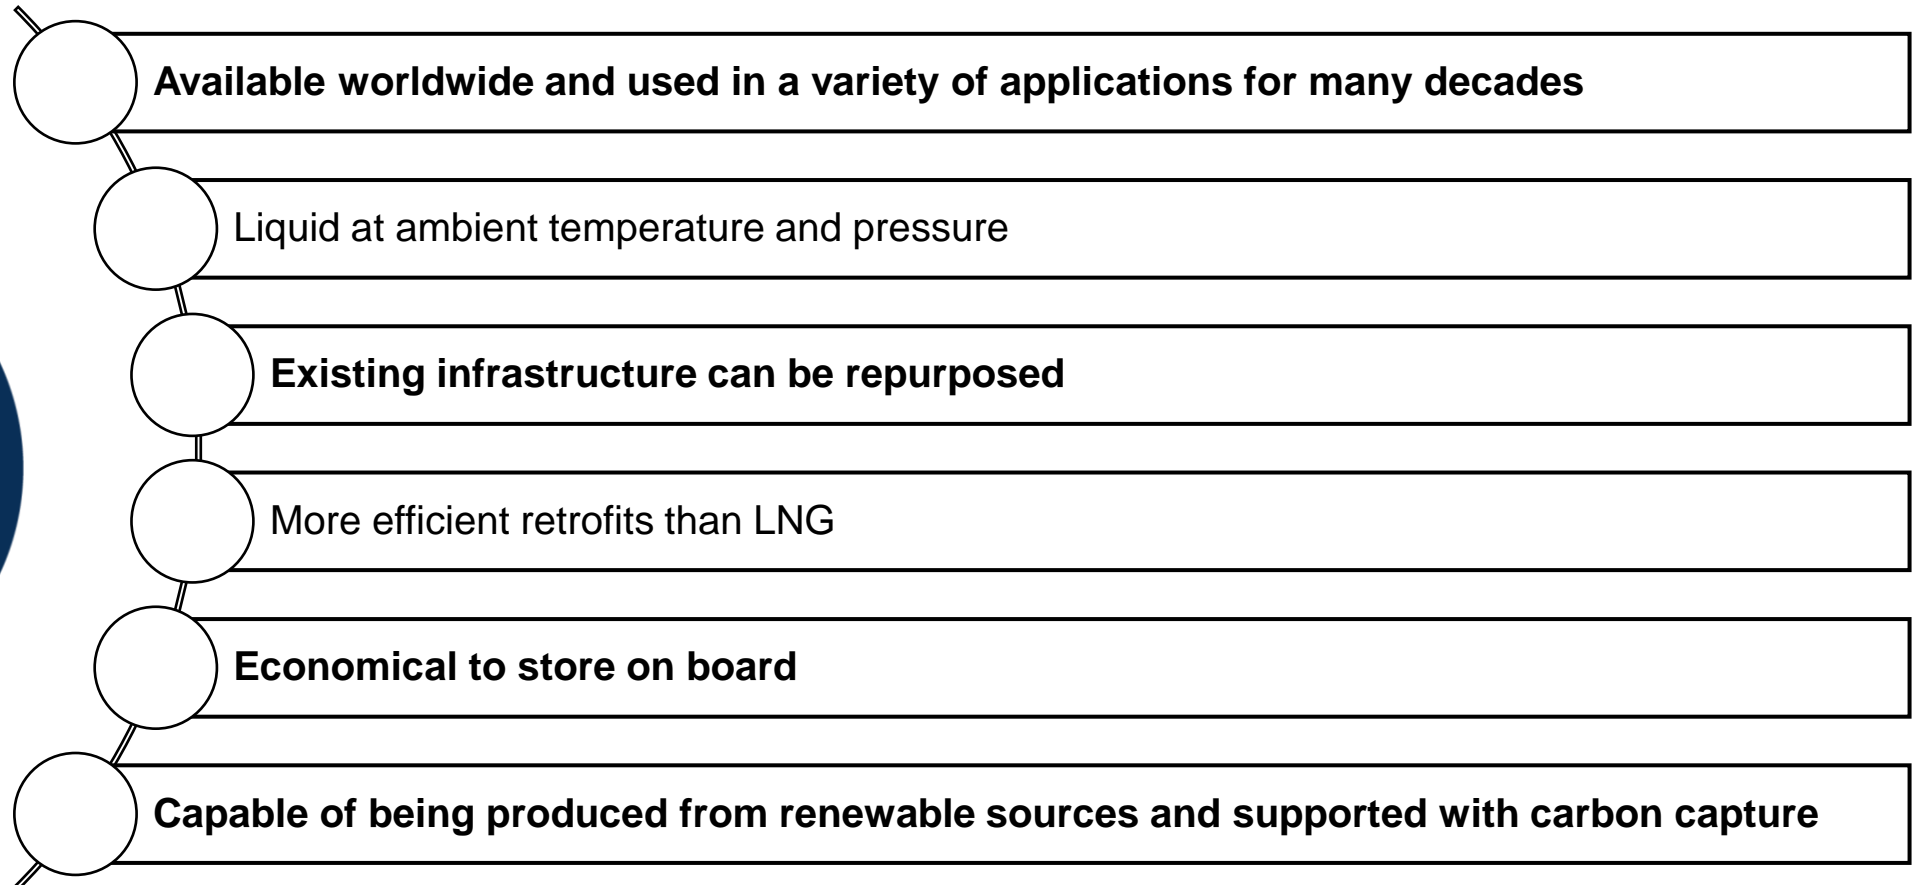 Available worldwide and used in a variety of applications for many decades
Liquid at ambient temperature and pressure
Existing infrastructure can be repurposed
More efficient retrofits than LNG
Economical to store on board
Capable of being produced from renewable sources and supported with carbon capture